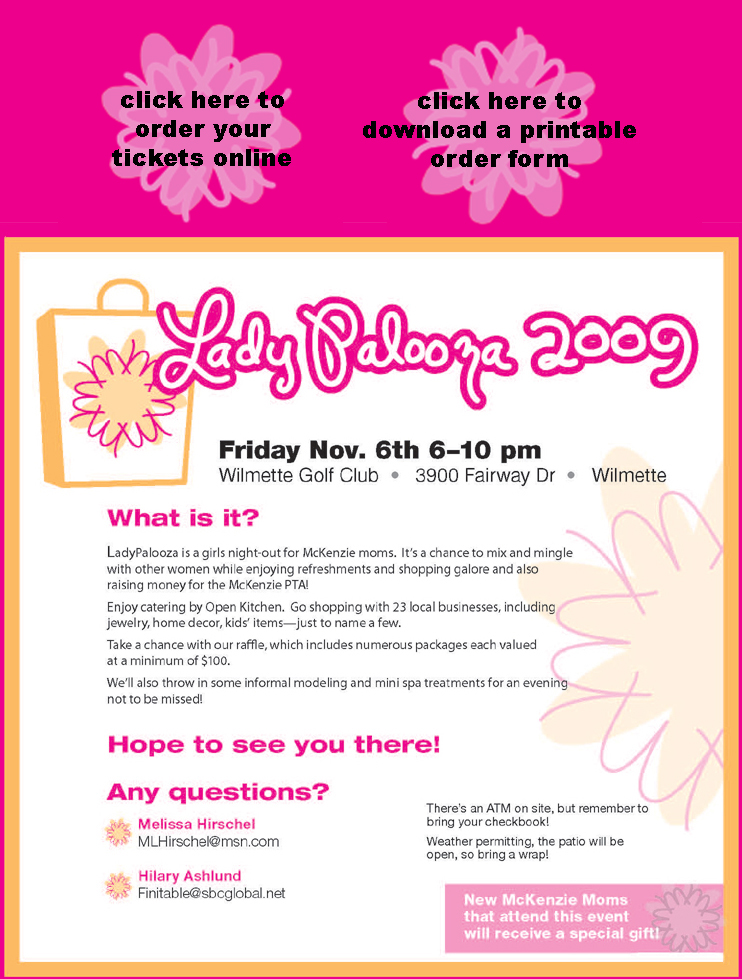 click here to
order your
tickets online
click here to
download a printable
order form
Lady Palooza 2009
Friday Nov. 6th 6–10 pm
Wilmette Golf Club • 3900 Fairway Dr • Wilmette
What is it?
LadyPalooza is a girls night-out for McKenzie moms. It's a chance to mix and mingle
with other women while enjoying refreshments and shopping galore and also
raising money for the McKenzie PTA!
Enjoy catering by Open Kitchen. Go shopping with 23 local businesses, including
jewelry, home decor, kids' items—just to name a few.
Take a chance with our raffle, which includes numerous packages each valued
at a minimum of $100.
We'll also throw in some informal modeling and mini spa treatments for an evening
not to be missed!
Hope to see you there!
Any questions?
Melissa Hirschel
MLHirschel@msn.com
Hilary Ashlund
Finitable@sbcglobal.net
There's an ATM on site, but remember to
bring your checkbook!
Weather permitting, the patio will be
open, so bring a wrap!
New McKenzie Moms
that attend this event
will receive a special gift!